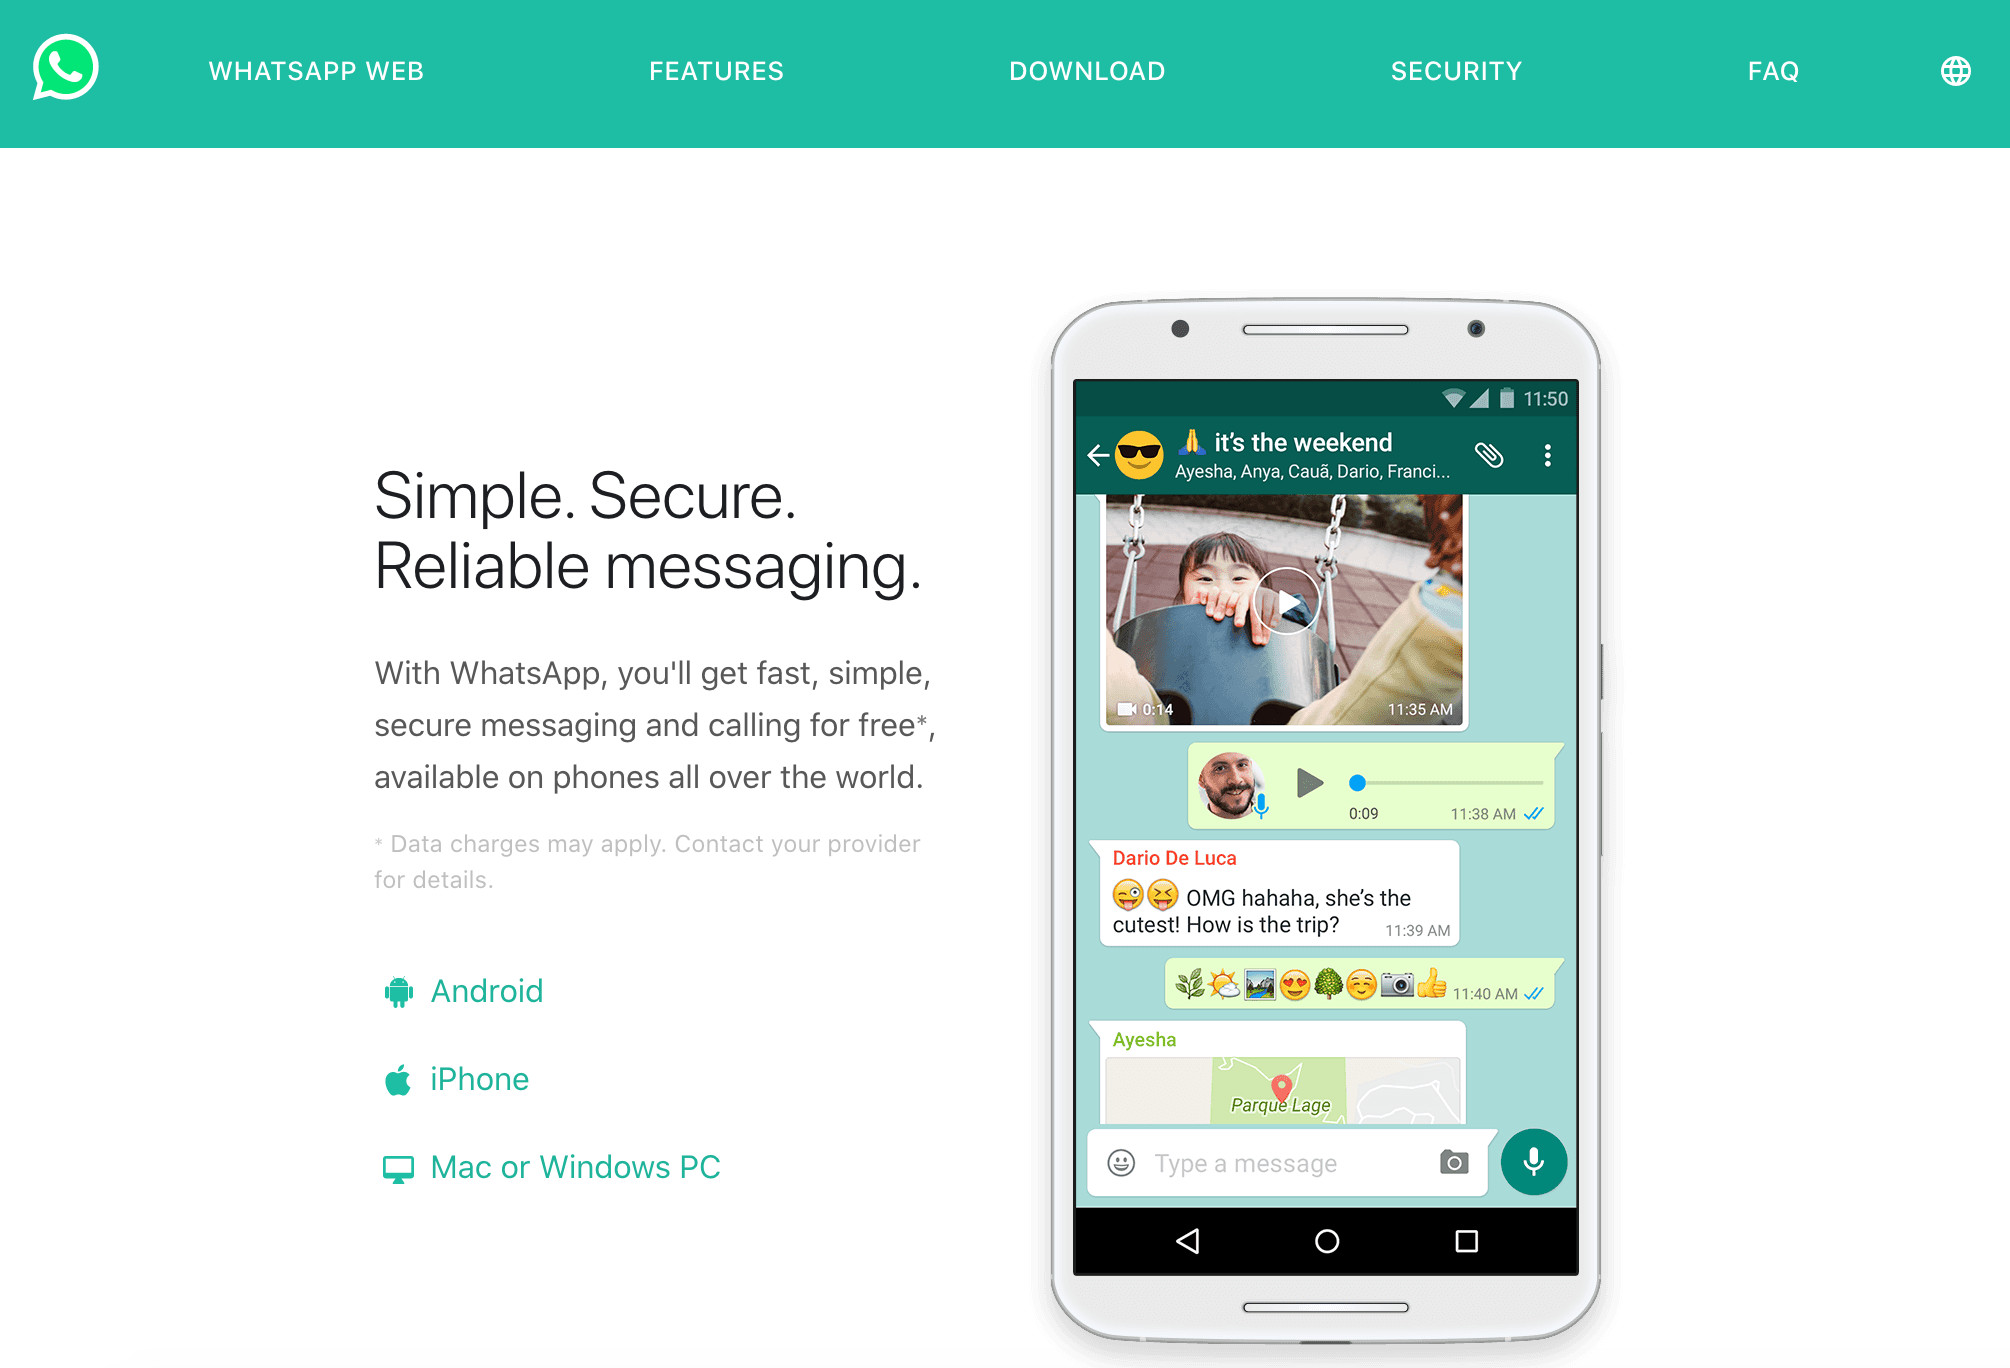 WHATSAPP WEB
FEATURES
DOWNLOAD
SECURITY
FAQ
Simple. Secure.
Reliable messaging.
With WhatsApp, you'll get fast, simple,
secure messaging and calling for free*,
available on phones all over the world.
* Data charges may apply. Contact your provider
for details.
Android
iPhone
Mac or Windows PC
11:50
🙏 it's the weekend
Ayesha, Anya, Cauã, Dario, Franci...
0:14
11:35 AM
0:09
11:38 AM
Dario De Luca
OMG hahaha, she's the
cutest! How is the trip?
11:39 AM
11:40 AM
Ayesha
Parque Lage
Type a message